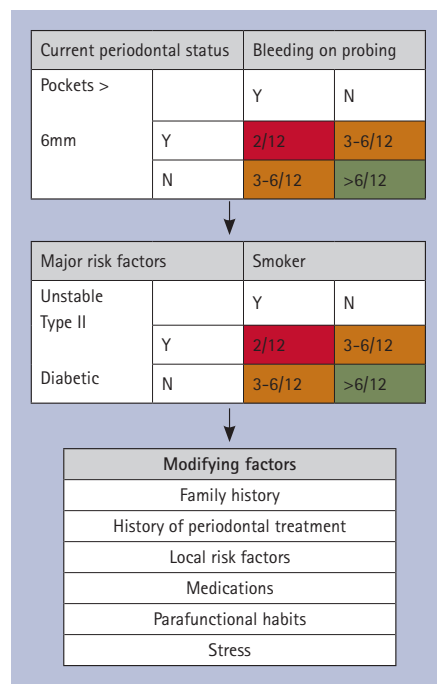 Current periodontal status Bleeding on probing
Pockets > Y N
6mm Y 2/12 3-6/12
N 3-6/12 >6/12
Major risk factors Smoker
Unstable Y N
Type II
Y 2/12 3-6/12
Diabetic N 3-6/12 >6/12
Modifying factors
Family history
History of periodontal treatment
Local risk factors
Medications
Parafunctional habits
Stress